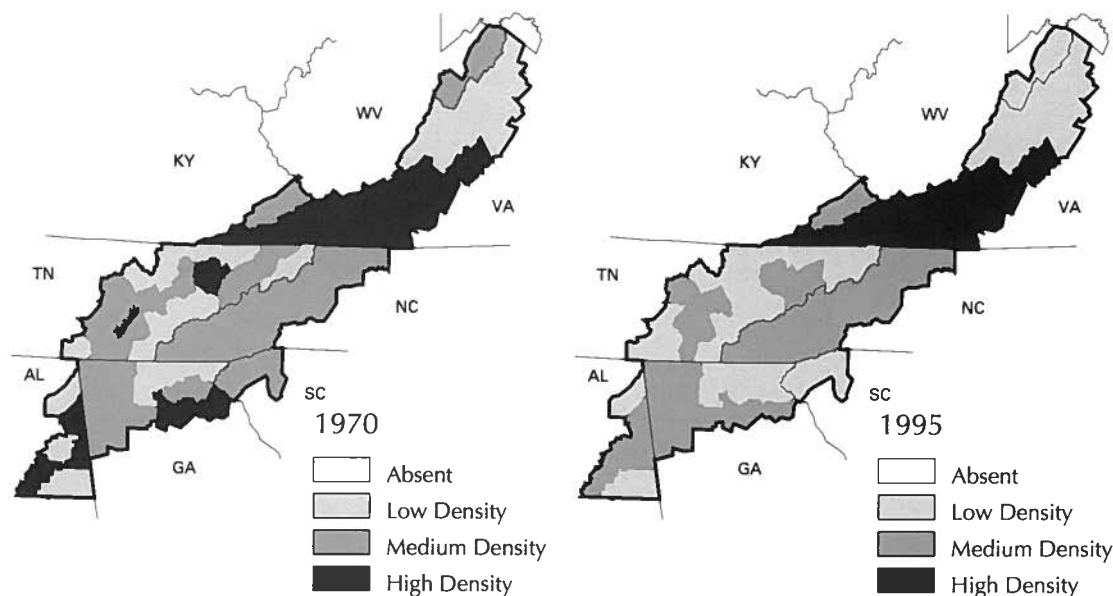 WV
KY
VA
TN
NC
AL
SC
GA
1970
Absent
Low Density
Medium Density
High Density
WV
KY
VA
TN
NC
AL
SC
GA
1995
Absent
Low Density
Medium Density
High Density